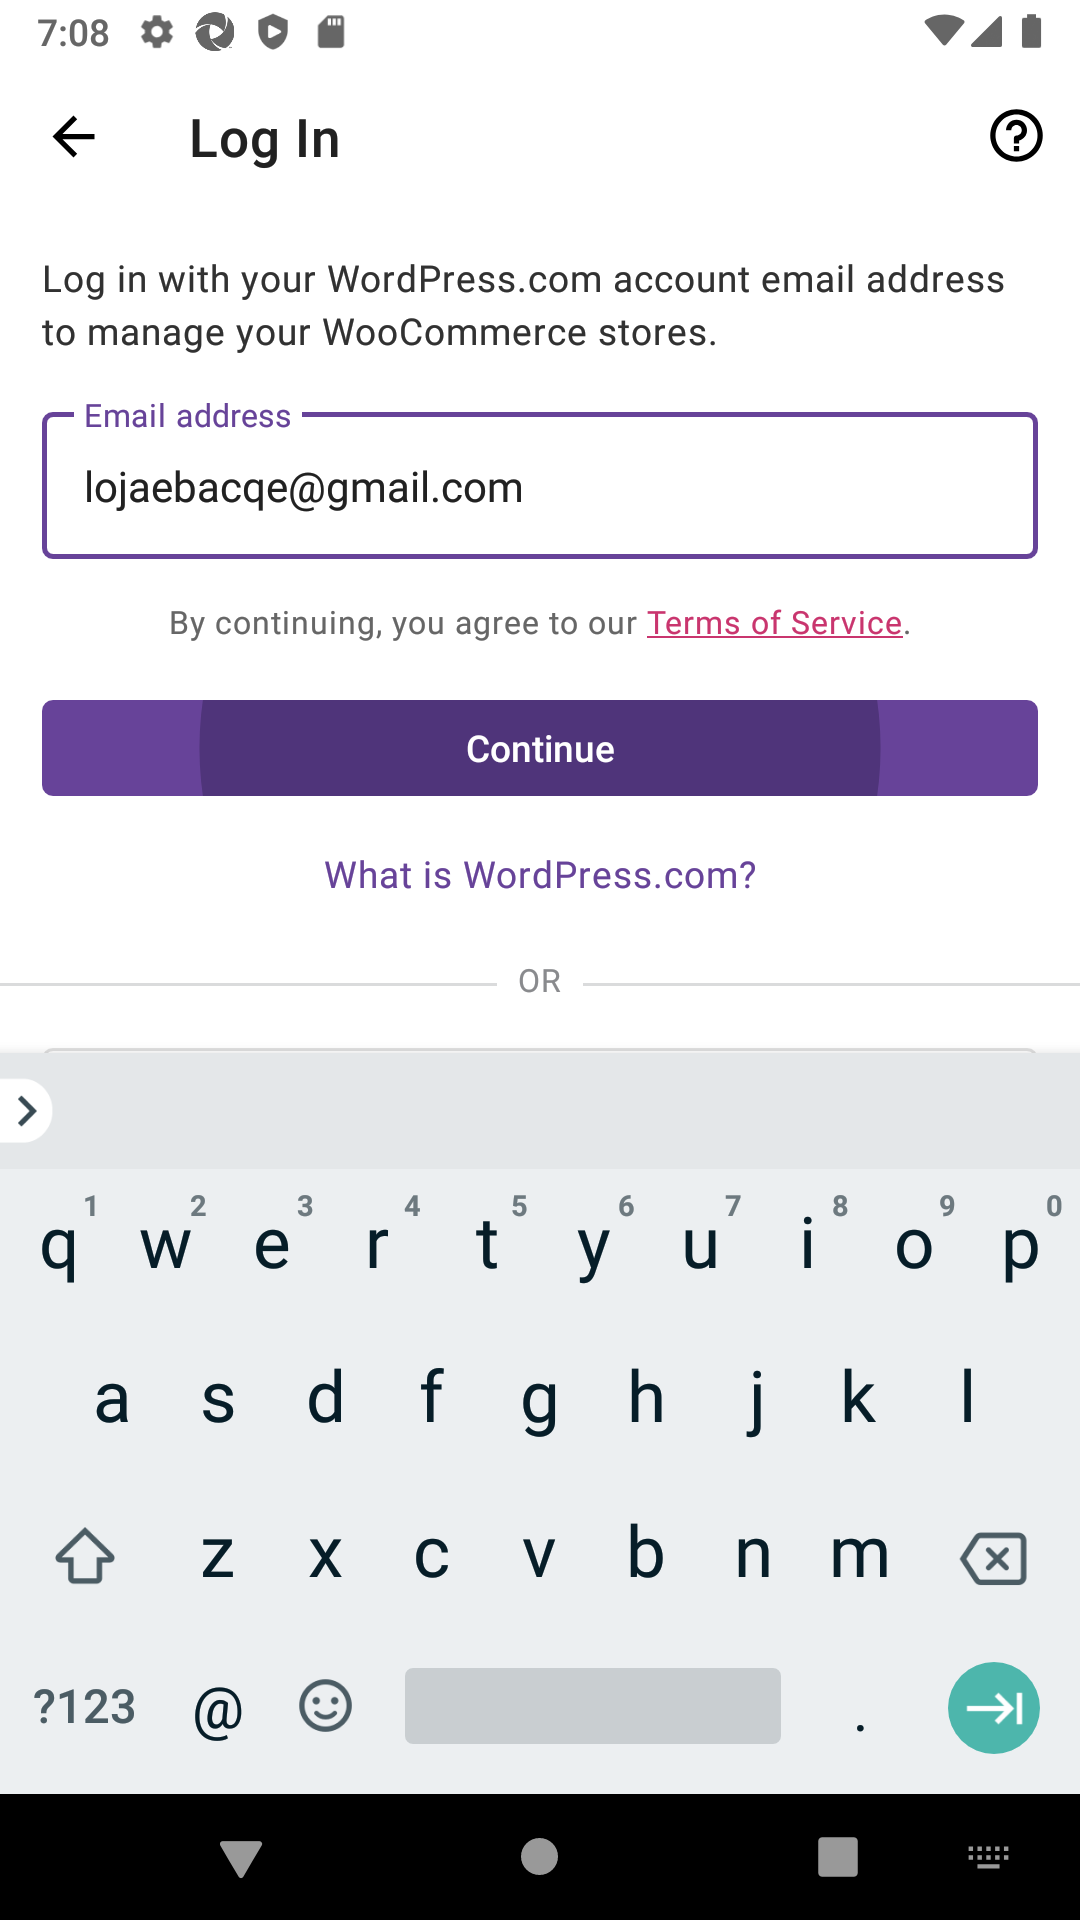 7:08
Log In
Log in with your WordPress.com account email address
to manage your WooCommerce stores.
Email address
lojaebacqe@gmail.com
By continuing, you agree to our Terms of Service.
Continue
What is WordPress.com?
OR
1 2 3 4 5 6 7 8 9 0
q w e r t y u i o p
a s d f g h j k l
z x c v b n m
?123 @ .